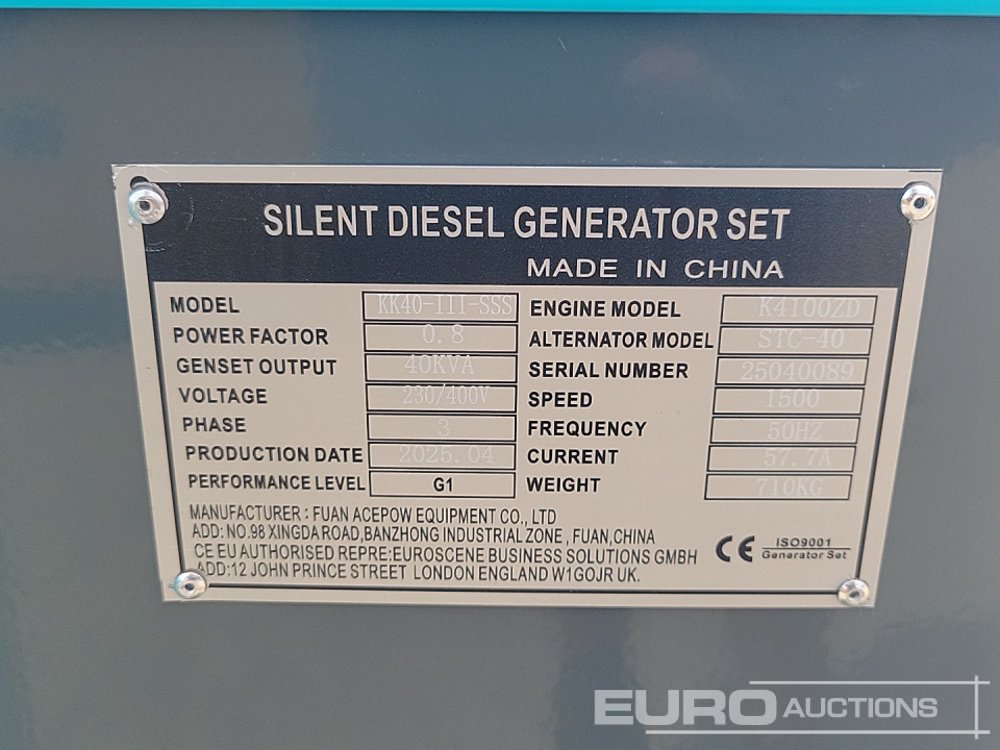 SILENT DIESEL GENERATOR SET
MADE IN CHINA
MODEL KK40-III-SSS
POWER FACTOR 0.8
GENSET OUTPUT 40KVA
VOLTAGE 230/400V
PHASE 3
PRODUCTION DATE 2025.04
PERFORMANCE LEVEL G1
ENGINE MODEL K4100ZD
ALTERNATOR MODEL STC-40
SERIAL NUMBER 25040089
SPEED 1500
FREQUENCY 50HZ
CURRENT 57.7A
WEIGHT 710KG
MANUFACTURER : FUAN ACEPOW EQUIPMENT CO., LTD
ADD: NO.98 XINGDA ROAD,BANZHONG INDUSTRIAL ZONE , FUAN,CHINA
CE EU AUTHORISED REPRE:EUROSCENE BUSINESS SOLUTIONS GMBH
ADD:12 JOHN PRINCE STREET LONDON ENGLAND W1GOJR UK.
CE ISO9001
Generator Set
EURO AUCTIONS